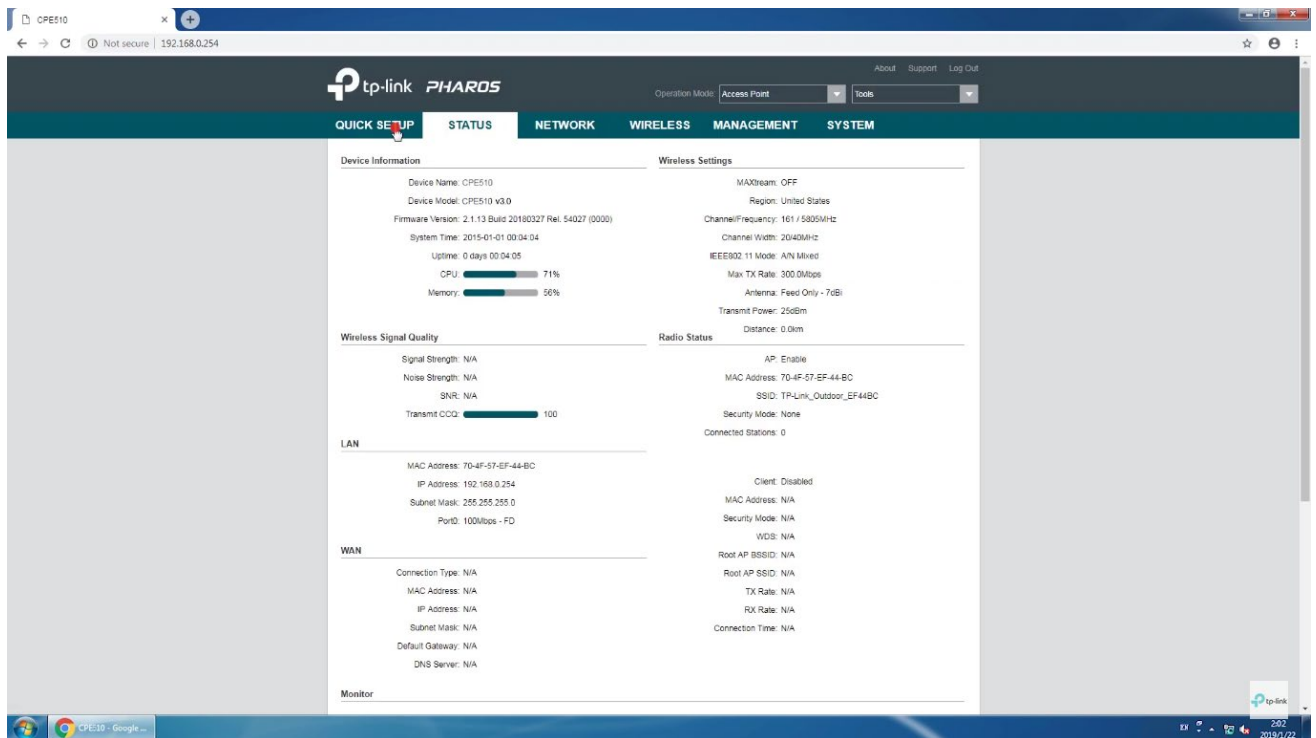 CPE510
Not secure | 192.168.0.254
About Support Log Out
tp-link PHAROS
Operation Mode: Access Point Tools
QUICK SETUP STATUS NETWORK WIRELESS MANAGEMENT SYSTEM
Device Information
Device Name: CPE510
Device Model: CPE510 v3.0
Firmware Version: 2.1.13 Build 20180327 Rel. 54027 (0000)
System Time: 2015-01-01 00:04:04
Uptime: 0 days 00:04:05
CPU: 71%
Memory: 56%
Wireless Signal Quality
Signal Strength: N/A
Noise Strength: N/A
SNR: N/A
Transmit CCQ: 100
LAN
MAC Address: 70-4F-57-EF-44-BC
IP Address: 192.168.0.254
Subnet Mask: 255.255.255.0
Port0: 100Mbps - FD
WAN
Connection Type: N/A
MAC Address: N/A
IP Address: N/A
Subnet Mask: N/A
Default Gateway: N/A
DNS Server: N/A
Monitor
Wireless Settings
MAXtream: OFF
Region: United States
Channel/Frequency: 161 / 5805MHz
Channel Width: 20/40MHz
IEEE802.11 Mode: A/N Mixed
Max TX Rate: 300.0Mbps
Antenna: Feed Only - 7dBi
Transmit Power: 25dBm
Distance: 0.0km
Radio Status
AP: Enable
MAC Address: 70-4F-57-EF-44-BC
SSID: TP-Link_Outdoor_EF44BC
Security Mode: None
Connected Stations: 0
Client: Disabled
MAC Address: N/A
Security Mode: N/A
WDS: N/A
Root AP BSSID: N/A
Root AP SSID: N/A
TX Rate: N/A
RX Rate: N/A
Connection Time: N/A
tp-link
CPE510 - Google ...
EN
2:02
2019/1/22